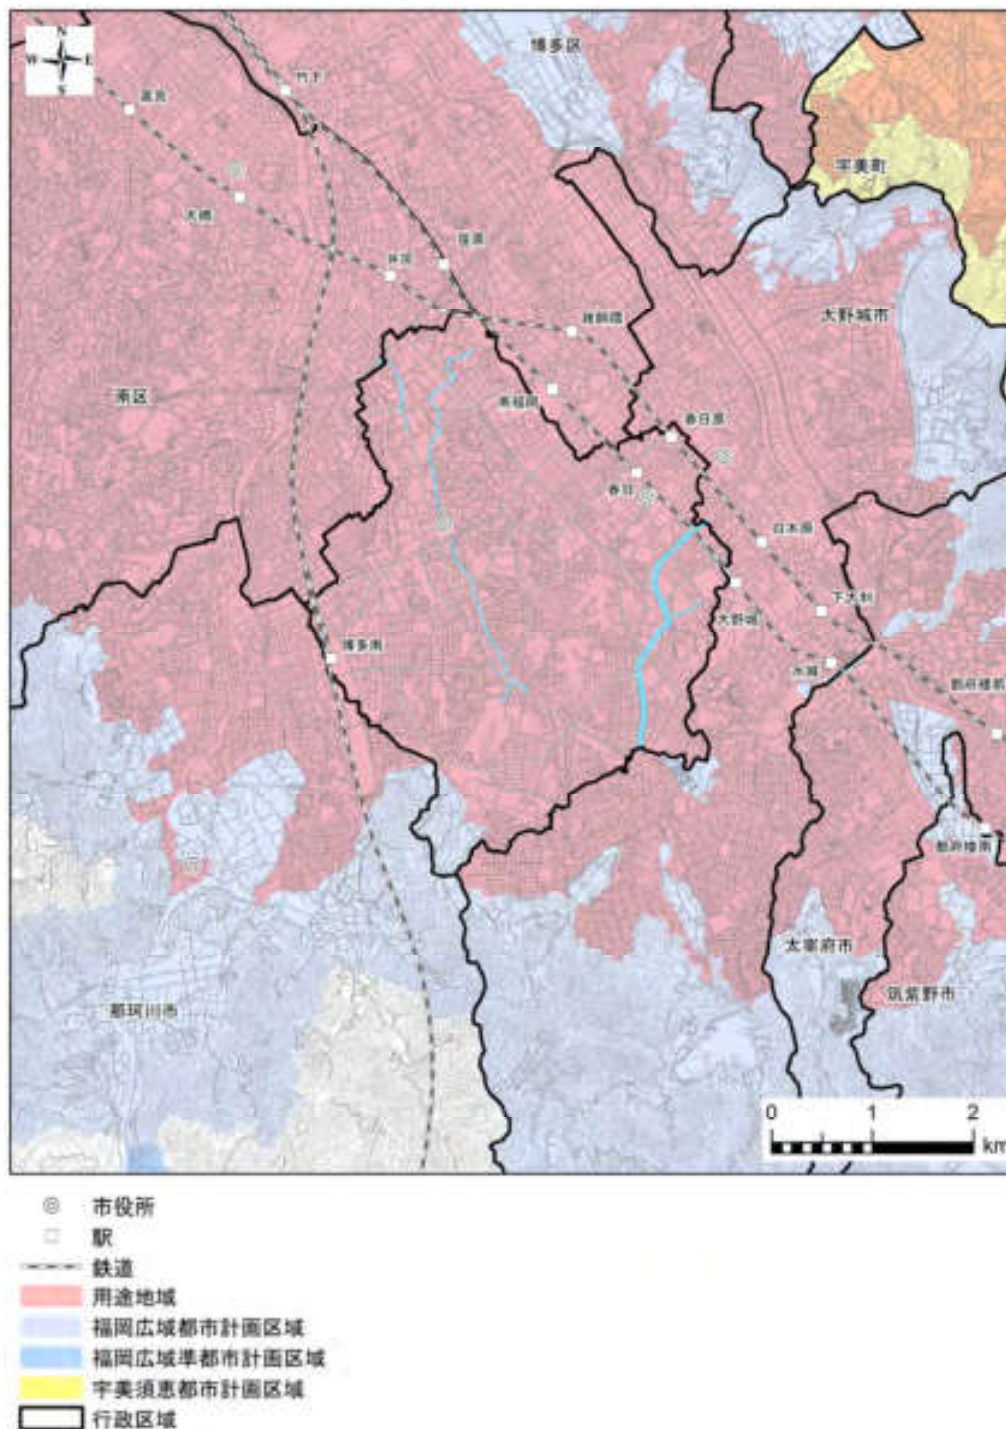 N
W E
S
博多区
竹下
高宮
宇美町
大橋
笹原
井尻
大野城市
雑餉隈
南区
南福岡
春日原
春日
白木原
大野城
下大利
博多南
水城
都府楼前
都府楼南
太宰府市
筑紫野市
那珂川市
0 1 2
km
市役所
駅
鉄道
用途地域
福岡広域都市計画区域
福岡広域準都市計画区域
宇美須恵都市計画区域
行政区域